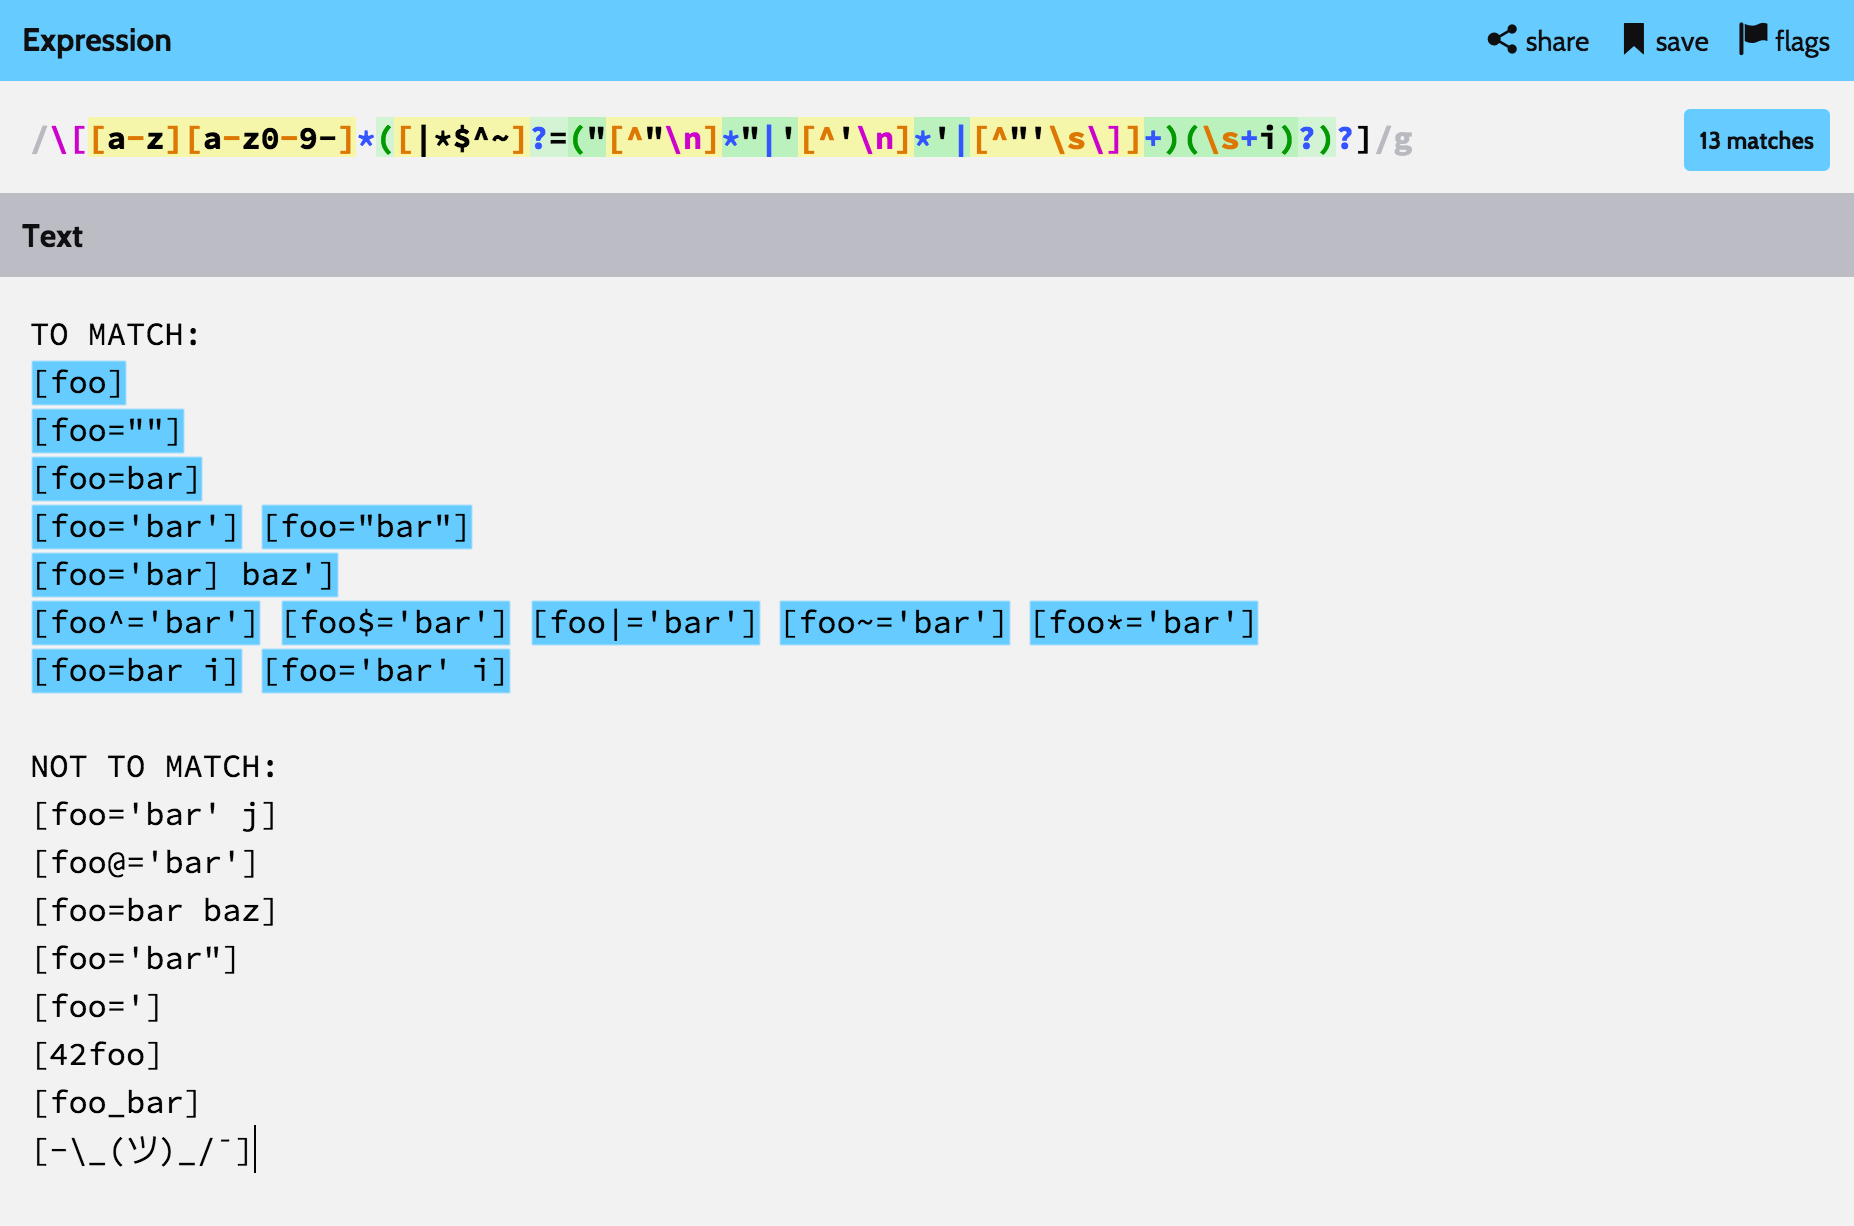 Expression share save flags
/\[[a-z][a-z0-9-]*([|*$^~]?=("[^"\n]*"|'[^'\n]*'|[^"'\s\]]+)(\s+i)?)?]/g 13 matches
Text
TO MATCH:
[foo]
[foo=""]
[foo=bar]
[foo='bar'] [foo="bar"]
[foo='bar] baz']
[foo^='bar'] [foo$='bar'] [foo|='bar'] [foo~='bar'] [foo*='bar']
[foo=bar i] [foo='bar' i]
NOT TO MATCH:
[foo='bar' j]
[foo@='bar']
[foo=bar baz]
[foo='bar"]
[foo=']
[42foo]
[foo_bar]
[-\_(ツ)_/¯]